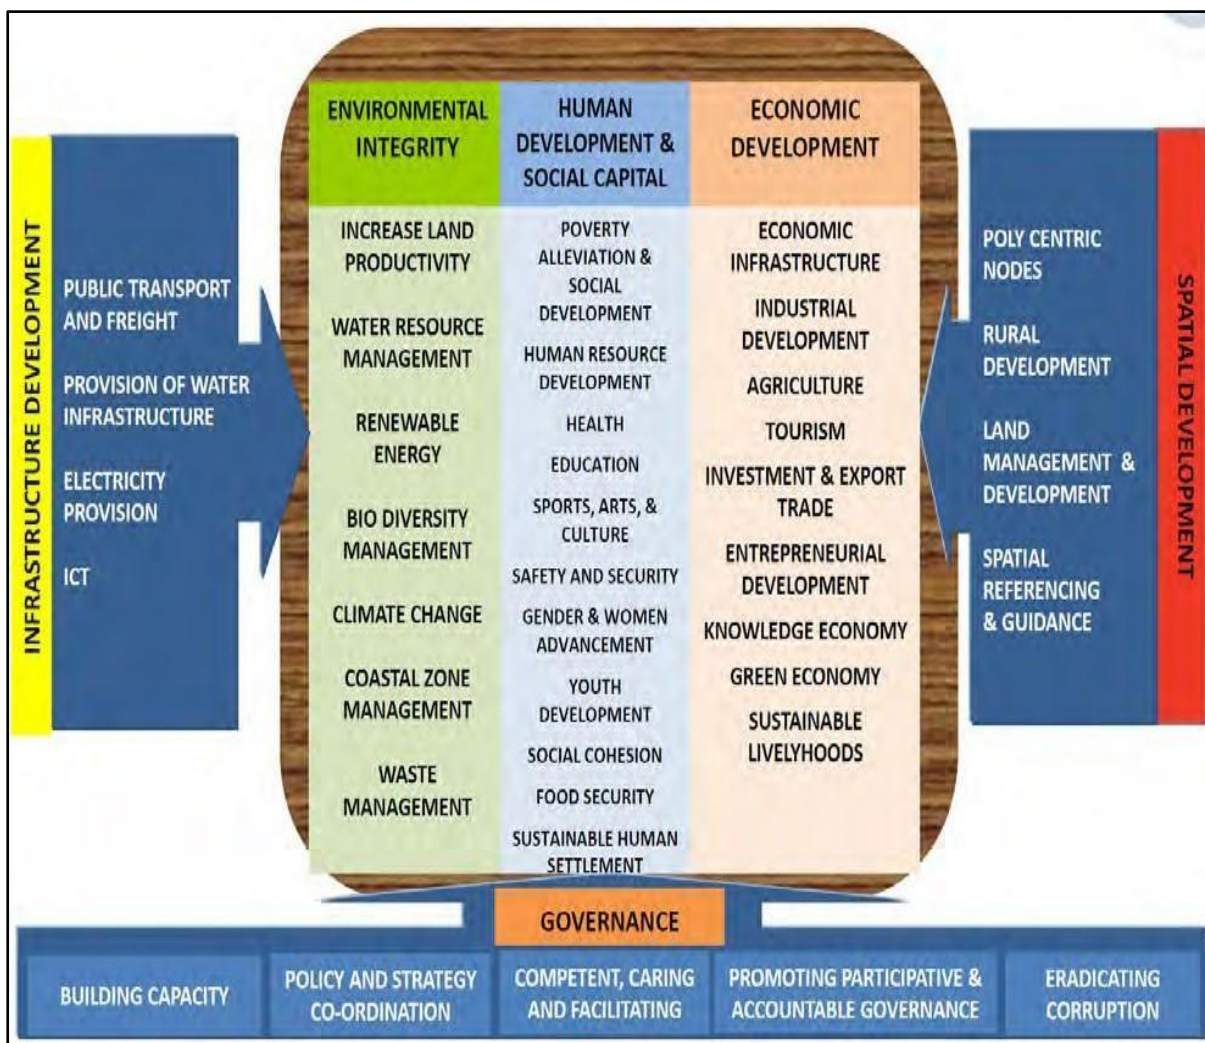 INFRASTRUCTURE DEVELOPMENT
PUBLIC TRANSPORT
AND FREIGHT
PROVISION OF WATER
INFRASTRUCTURE
ELECTRICITY
PROVISION
ICT
ENVIRONMENTAL
INTEGRITY
INCREASE LAND
PRODUCTIVITY
WATER RESOURCE
MANAGEMENT
RENEWABLE
ENERGY
BIO DIVERSITY
MANAGEMENT
CLIMATE CHANGE
COASTAL ZONE
MANAGEMENT
WASTE
MANAGEMENT
HUMAN
DEVELOPMENT &
SOCIAL CAPITAL
POVERTY
ALLEVIATION &
SOCIAL
DEVELOPMENT
HUMAN RESOURCE
DEVELOPMENT
HEALTH
EDUCATION
SPORTS, ARTS, &
CULTURE
SAFETY AND SECURITY
GENDER & WOMEN
ADVANCEMENT
YOUTH
DEVELOPMENT
SOCIAL COHESION
FOOD SECURITY
SUSTAINABLE HUMAN
SETTLEMENT
ECONOMIC
DEVELOPMENT
ECONOMIC
INFRASTRUCTURE
INDUSTRIAL
DEVELOPMENT
AGRICULTURE
TOURISM
INVESTMENT & EXPORT
TRADE
ENTREPRENEURIAL
DEVELOPMENT
KNOWLEDGE ECONOMY
GREEN ECONOMY
SUSTAINABLE
LIVELYHOODS
POLY CENTRIC
NODES
RURAL
DEVELOPMENT
LAND
MANAGEMENT &
DEVELOPMENT
SPATIAL
REFERENCING
& GUIDANCE
SPATIAL DEVELOPMENT
GOVERNANCE
BUILDING CAPACITY
POLICY AND STRATEGY
CO-ORDINATION
COMPETENT, CARING
AND FACILITATING
PROMOTING PARTICIPATIVE &
ACCOUNTABLE GOVERNANCE
ERADICATING
CORRUPTION